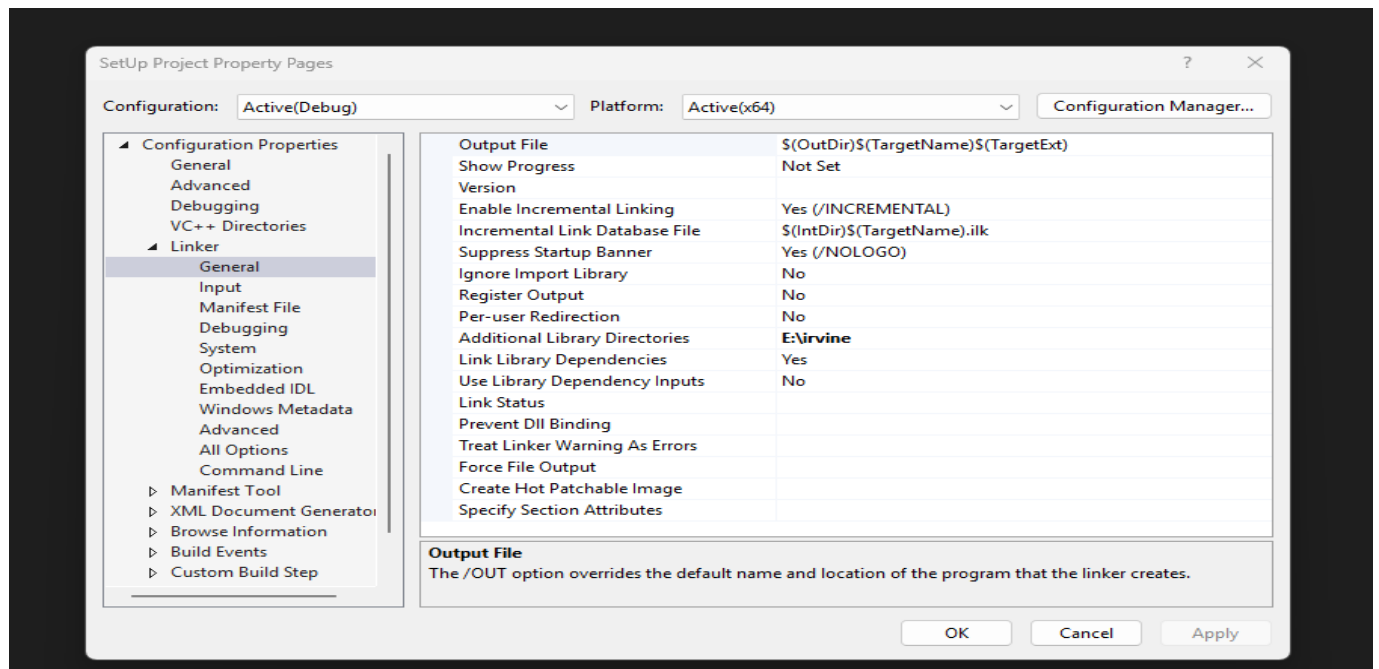 SetUp Project Property Pages ?
Configuration: Active(Debug) Platform: Active(x64) Configuration Manager...
Configuration Properties
General
Advanced
Debugging
VC++ Directories
Linker
General
Input
Manifest File
Debugging
System
Optimization
Embedded IDL
Windows Metadata
Advanced
All Options
Command Line
Manifest Tool
XML Document Generator
Browse Information
Build Events
Custom Build Step
Output File $(OutDir)$(TargetName)$(TargetExt)
Show Progress Not Set
Version
Enable Incremental Linking Yes (/INCREMENTAL)
Incremental Link Database File $(IntDir)$(TargetName).ilk
Suppress Startup Banner Yes (/NOLOGO)
Ignore Import Library No
Register Output No
Per-user Redirection No
Additional Library Directories E:\irvine
Link Library Dependencies Yes
Use Library Dependency Inputs No
Link Status
Prevent Dll Binding
Treat Linker Warning As Errors
Force File Output
Create Hot Patchable Image
Specify Section Attributes
Output File
The /OUT option overrides the default name and location of the program that the linker creates.
OK Cancel Apply